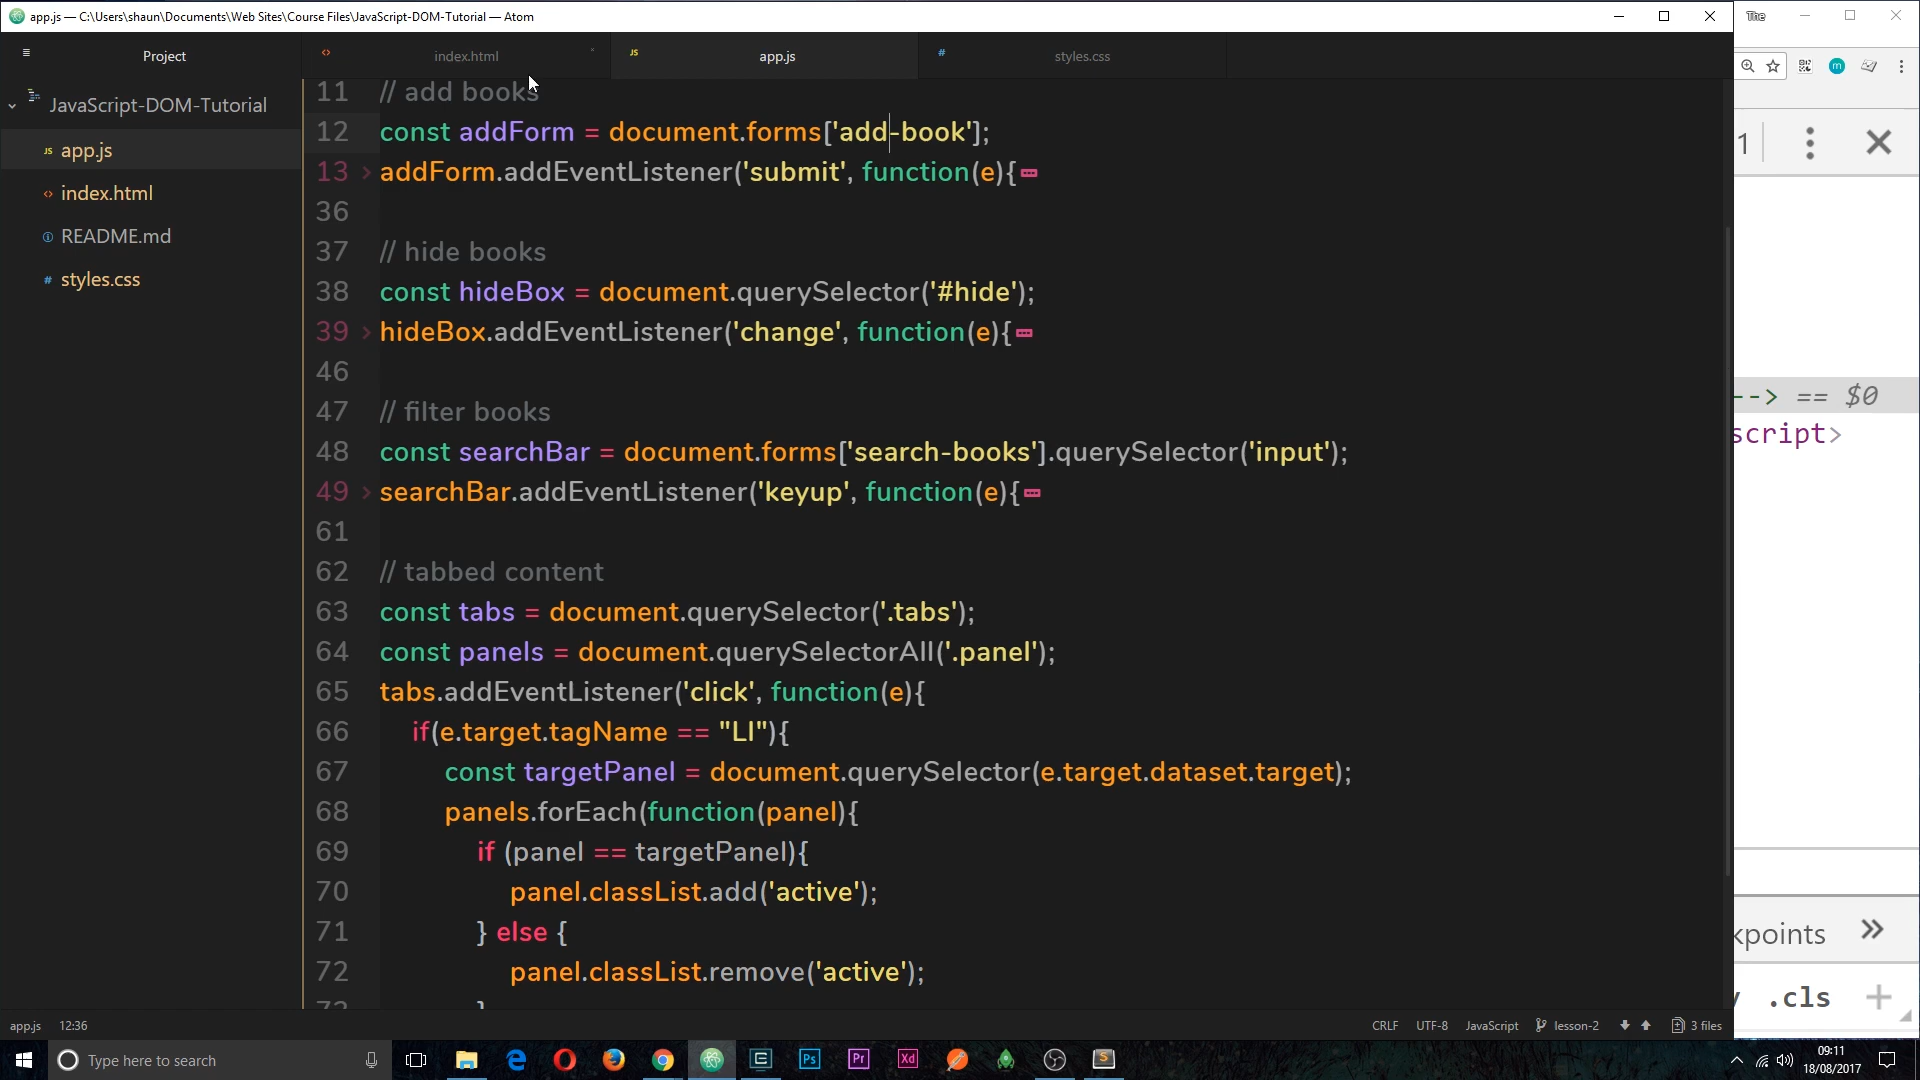 app.js — C:\Users\shaun\Documents\Web Sites\Course Files\JavaScript-DOM-Tutorial — Atom
The
Project
index.html
app.js
styles.css
JavaScript-DOM-Tutorial
app.js
index.html
README.md
styles.css
11 // add books
12 const addForm = document.forms['add-book'];
13 addForm.addEventListener('submit', function(e){
36
37 // hide books
38 const hideBox = document.querySelector('#hide');
39 hideBox.addEventListener('change', function(e){
46
47 // filter books
48 const searchBar = document.forms['search-books'].querySelector('input');
49 searchBar.addEventListener('keyup', function(e){
61
62 // tabbed content
63 const tabs = document.querySelector('.tabs');
64 const panels = document.querySelectorAll('.panel');
65 tabs.addEventListener('click', function(e){
66 if(e.target.tagName == "LI"){
67 const targetPanel = document.querySelector(e.target.dataset.target);
68 panels.forEach(function(panel){
69 if (panel == targetPanel){
70 panel.classList.add('active');
71 } else {
72 panel.classList.remove('active');
73 }
1
--> == $0
script>
kpoints
.cls
app.js 12:36
CRLF UTF-8 JavaScript lesson-2 3 files
Type here to search
09:11
18/08/2017